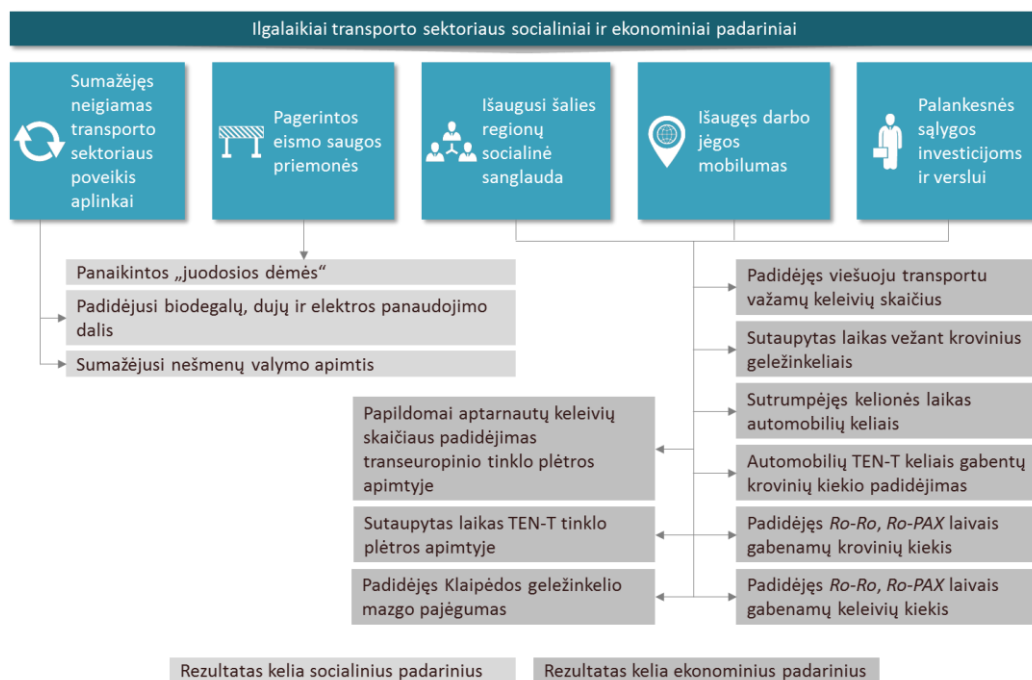 Ilgalaikiai transporto sektoriaus socialiniai ir ekonominiai padariniai
Sumažėjęs
neigiamas
transporto
sektoriaus
poveikis
aplinkai
Pagerintos
eismo saugos
priemonės
Išaugusi šalies
regionų
socialinė
sanglauda
Išaugęs darbo
jėgos
mobilumas
Palankesnės
sąlygos
investicijoms
ir verslui
Panaikintos „juodosios dėmės“
Padidėjusi biodegalų, dujų ir elektros panaudojimo
dalis
Sumažėjusi nešmenų valymo apimtis
Papildomai aptarnautų keleivių
skaičiaus padidėjimas
transeuropinio tinklo plėtros
apimtyje
Sutaupytas laikas TEN-T tinklo
plėtros apimtyje
Padidėjęs Klaipėdos geležinkelio
mazgo pajėgumas
Padidėjęs viešuoju transportu
važamų keleivių skaičius
Sutaupytas laikas vežant krovinius
geležinkeliais
Sutrumpėjęs kelionės laikas
automobilių keliais
Automobilių TEN-T keliais gabentų
krovinių kiekio padidėjimas
Padidėjęs Ro-Ro, Ro-PAX laivais
gabenamų krovinių kiekis
Padidėjęs Ro-Ro, Ro-PAX laivais
gabenamų keleivių kiekis
Rezultatas kelia socialinius padarinius
Rezultatas kelia ekonominius padarinius